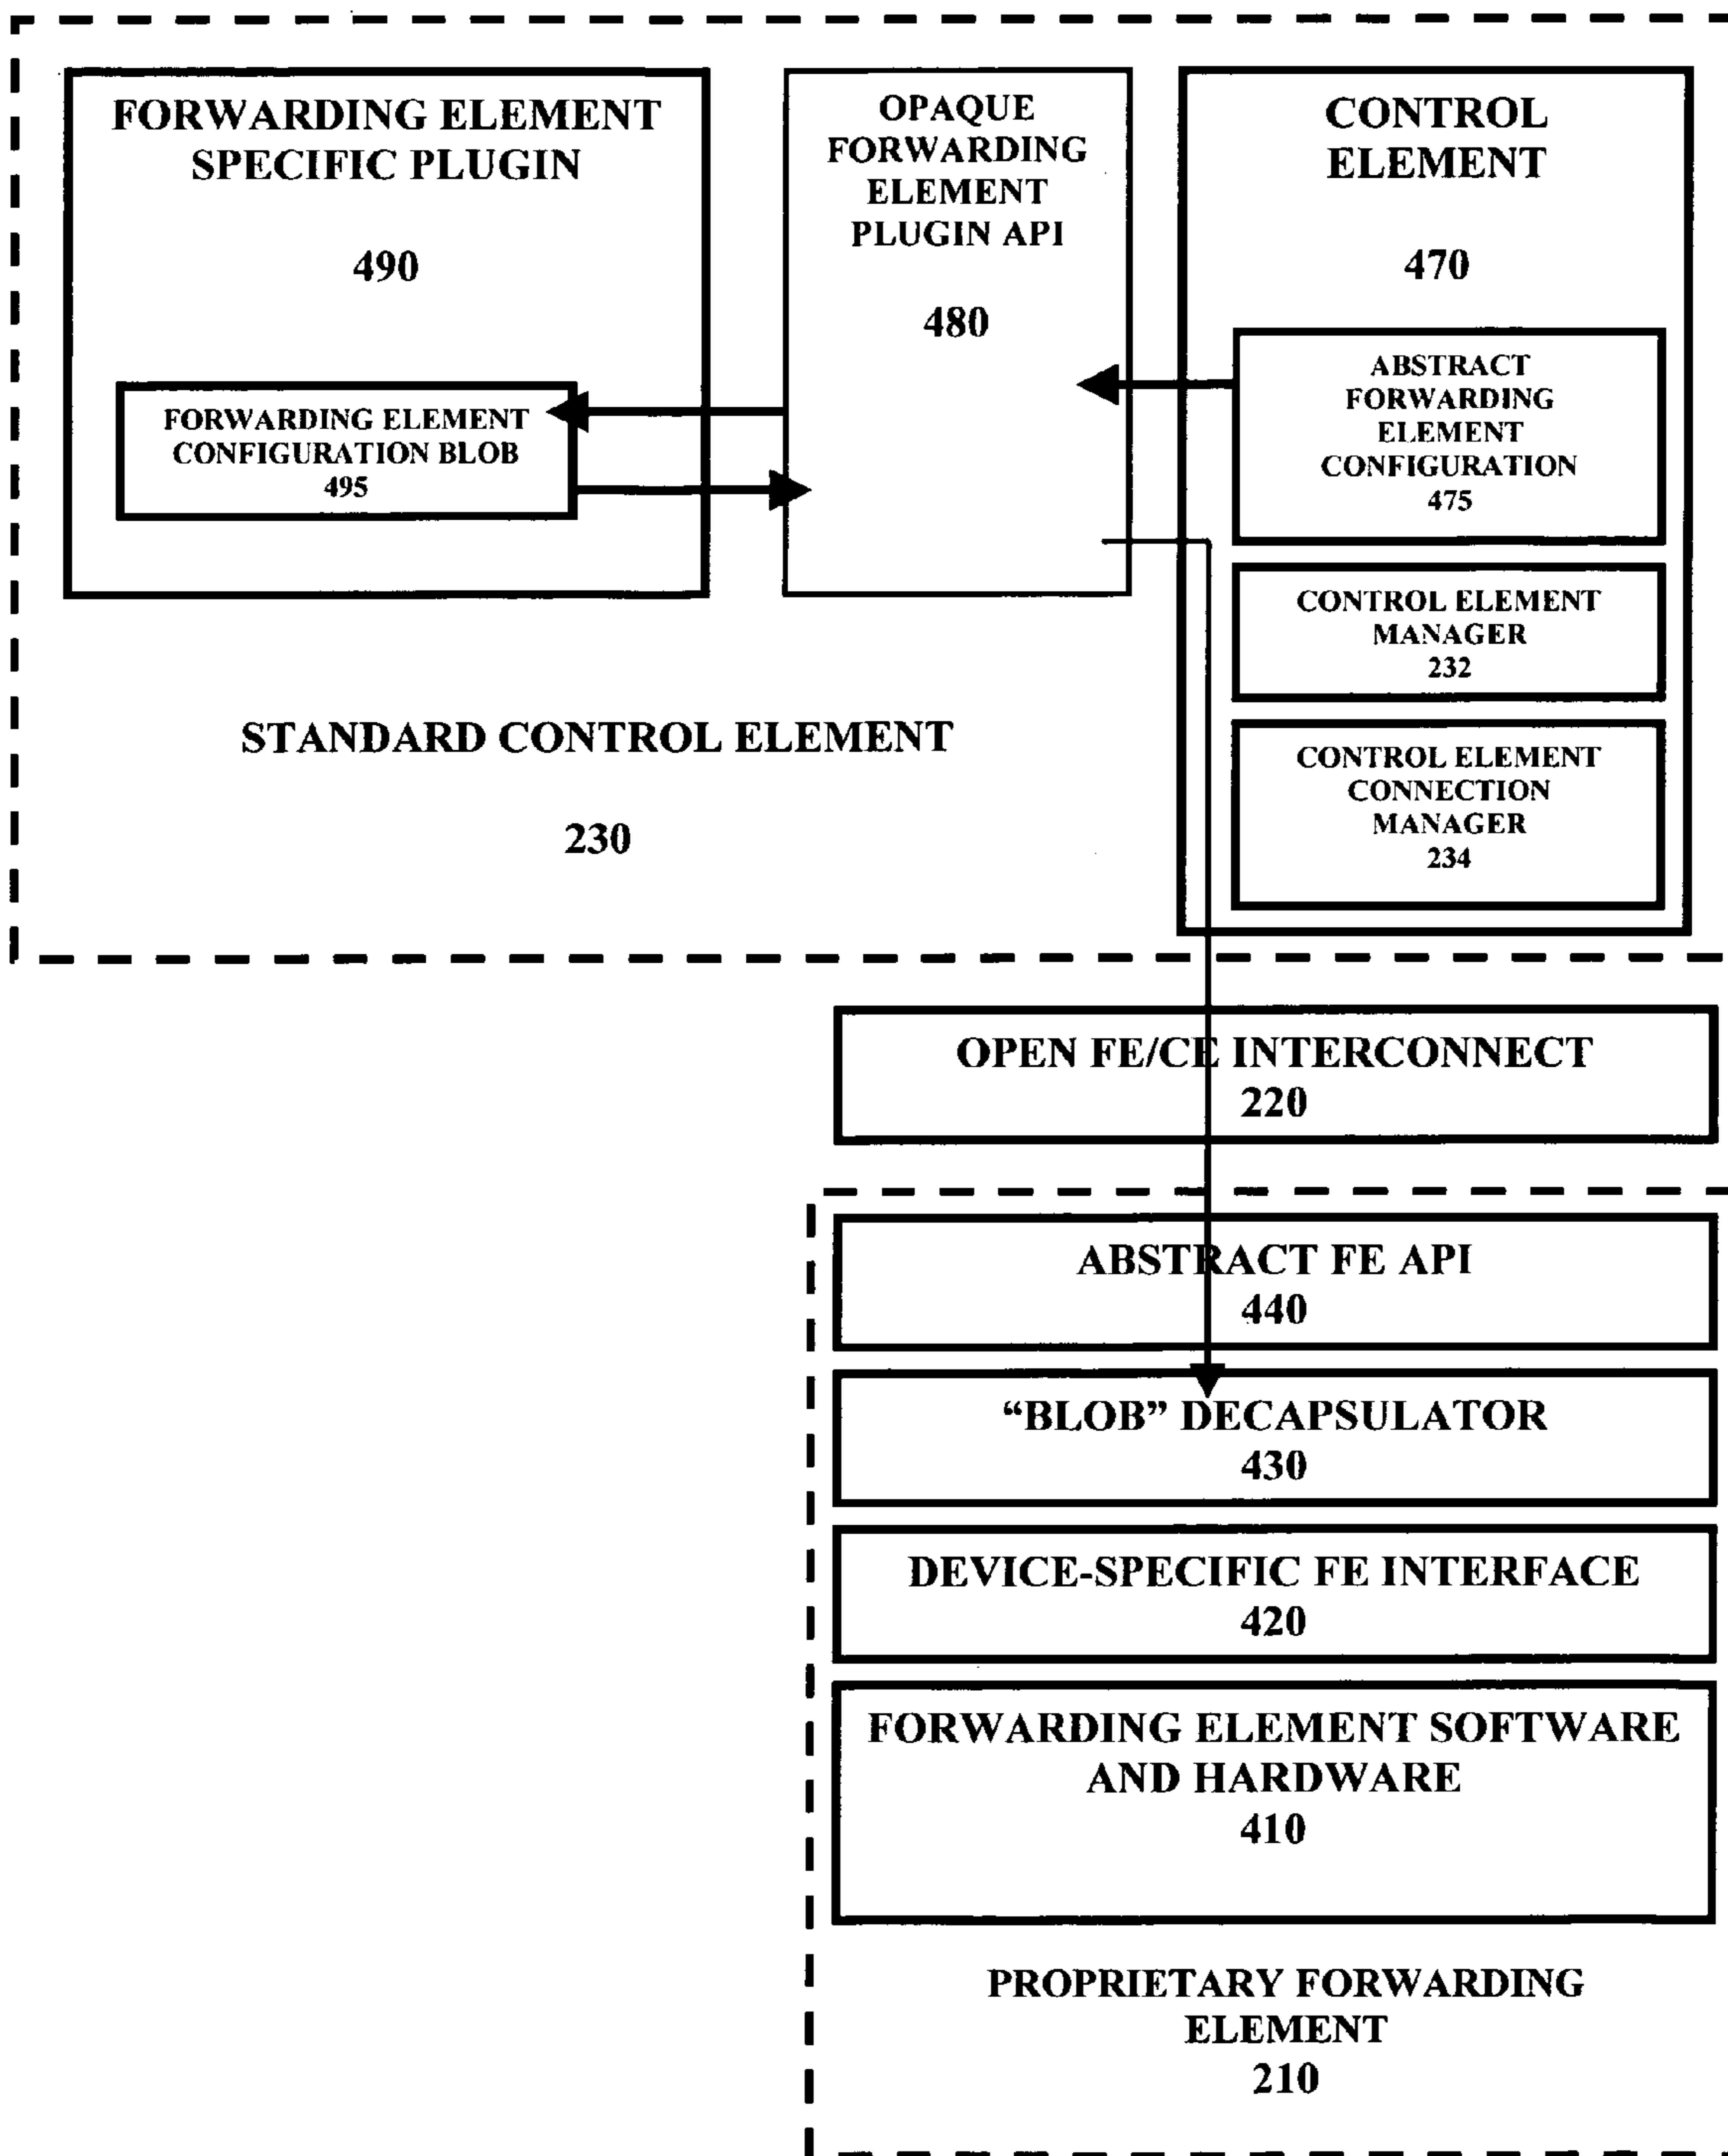 FORWARDING ELEMENT
SPECIFIC PLUGIN
490
FORWARDING ELEMENT
CONFIGURATION BLOB
495
OPAQUE
FORWARDING
ELEMENT
PLUGIN API
480
CONTROL
ELEMENT
470
ABSTRACT
FORWARDING
ELEMENT
CONFIGURATION
475
CONTROL ELEMENT
MANAGER
232
CONTROL ELEMENT
CONNECTION
MANAGER
234
STANDARD CONTROL ELEMENT
230
OPEN FE/CE INTERCONNECT
220
ABSTRACT FE API
440
“BLOB” DECAPSULATOR
430
DEVICE-SPECIFIC FE INTERFACE
420
FORWARDING ELEMENT SOFTWARE
AND HARDWARE
410
PROPRIETARY FORWARDING
ELEMENT
210